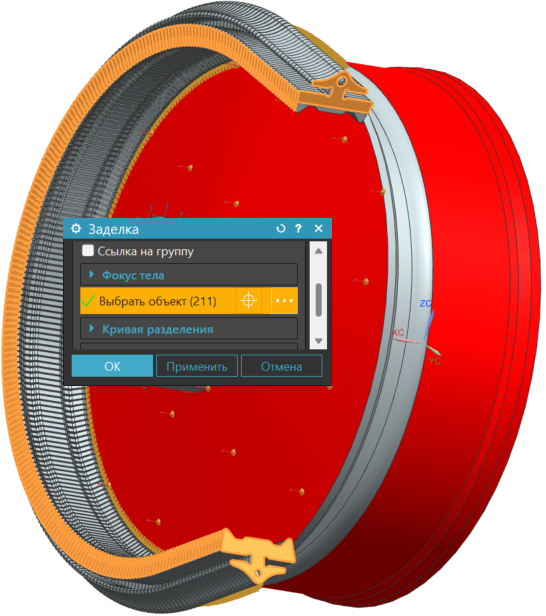 Заделка
Ссылка на группу
Фокус тела
Выбрать объект (211)
Кривая разделения
ОК Применить Отмена
ZC
XC
YC